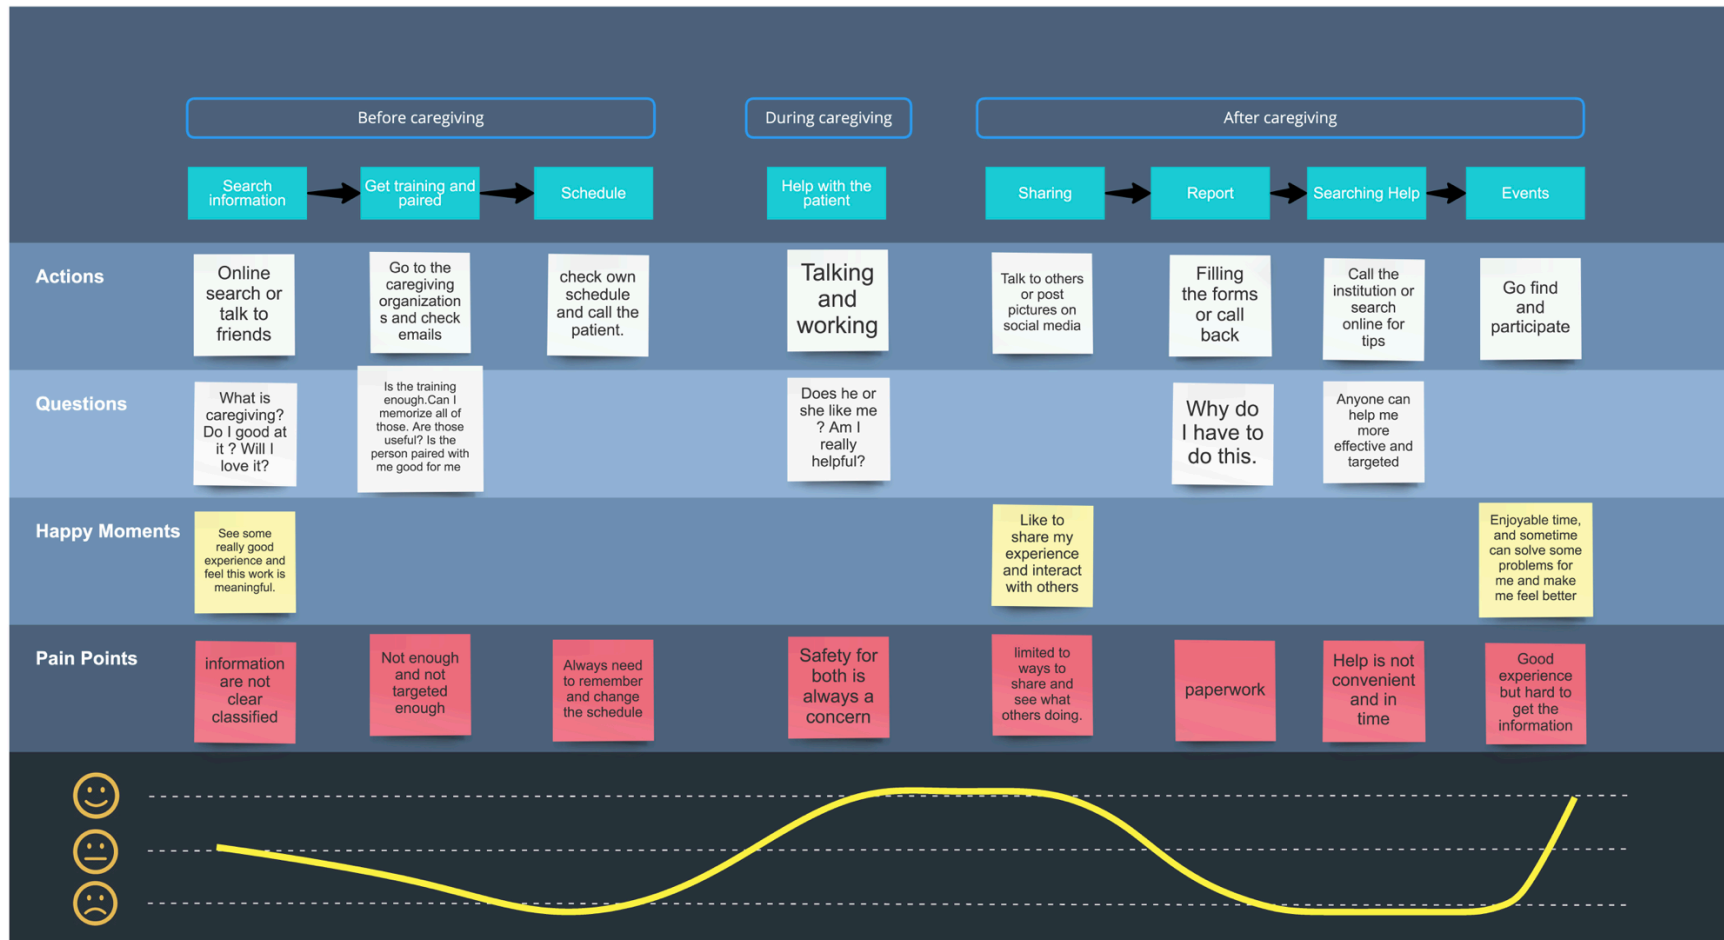 Before caregiving
During caregiving
After caregiving
Search
information
Get training and
paired
Schedule
Help with the
patient
Sharing
Report
Searching Help
Events
Actions
Online
search or
talk to
friends
Go to the
caregiving
organization
s and check
emails
check own
schedule
and call the
patient.
Talking
and
working
Talk to others
or post
pictures on
social media
Filling
the forms
or call
back
Call the
institution or
search
online for
tips
Go find
and
participate
Questions
What is
caregiving?
Do I good at
it ? Will I
love it?
Is the training
enough.Can I
memorize all of
those. Are those
useful? Is the
person paired with
me good for me
Does he or
she like me
? Am I
really
helpful?
Why do
I have to
do this.
Anyone can
help me
more
effective and
targeted
Happy Moments
See some
really good
experience and
feel this work is
meaningful.
Like to
share my
experience
and interact
with others
Enjoyable time,
and sometime
can solve some
problems for
me and make
me feel better
Pain Points
information
are not
clear
classified
Not enough
and not
targeted
enough
Always need
to remember
and change
the schedule
Safety for
both is
always a
concern
limited to
ways to
share and
see what
others doing.
paperwork
Help is not
convenient
and in
time
Good
experience
but hard to
get the
information